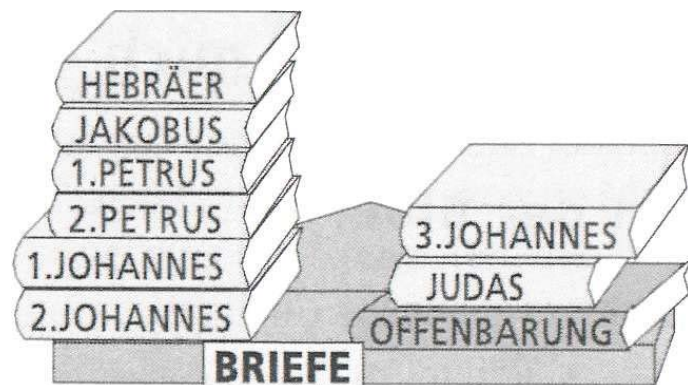 HEBRÄER
JAKOBUS
1.PETRUS
2.PETRUS
1.JOHANNES
2.JOHANNES
3.JOHANNES
JUDAS
OFFENBARUNG
BRIEFE